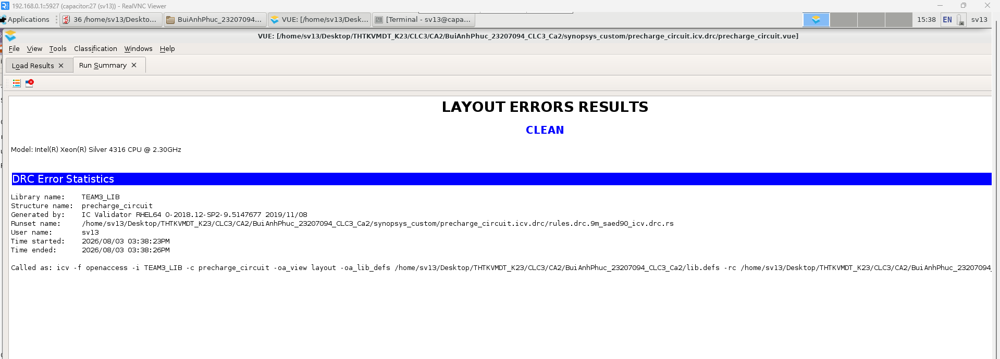 192.168.0.1::5927 (capacitor:27 (sv13)) - RealVNC Viewer
Applications 36 /home/sv13/Deskto... BuiAnhPhuc_23207094... VUE: [/home/sv13/Desk... [Terminal - sv13@capa... 15:38 EN sv13
VUE: [/home/sv13/Desktop/THTKVMDT_K23/CLC3/CA2/BuiAnhPhuc_23207094_CLC3_Ca2/synopsys_custom/precharge_circuit.icv.drc/precharge_circuit.vue]
File View Tools Classification Windows Help
Load Results Run Summary
LAYOUT ERRORS RESULTS
CLEAN
Model: Intel(R) Xeon(R) Silver 4316 CPU @ 2.30GHz
DRC Error Statistics
Library name: TEAM3_LIB
Structure name: precharge_circuit
Generated by: IC Validator RHEL64 O-2018.12-SP2-9.5147677 2019/11/08
Runset name: /home/sv13/Desktop/THTKVMDT_K23/CLC3/CA2/BuiAnhPhuc_23207094_CLC3_Ca2/synopsys_custom/precharge_circuit.icv.drc/rules.drc.9m_saed90_icv.drc.rs
User name: sv13
Time started: 2026/08/03 03:38:23PM
Time ended: 2026/08/03 03:38:26PM
Called as: icv -f openaccess -i TEAM3_LIB -c precharge_circuit -oa_view layout -oa_lib_defs /home/sv13/Desktop/THTKVMDT_K23/CLC3/CA2/BuiAnhPhuc_23207094_CLC3_Ca2/lib.defs -rc /home/sv13/Desktop/THTKVMDT_K23/CLC3/CA2/BuiAnhPhuc_23207094_